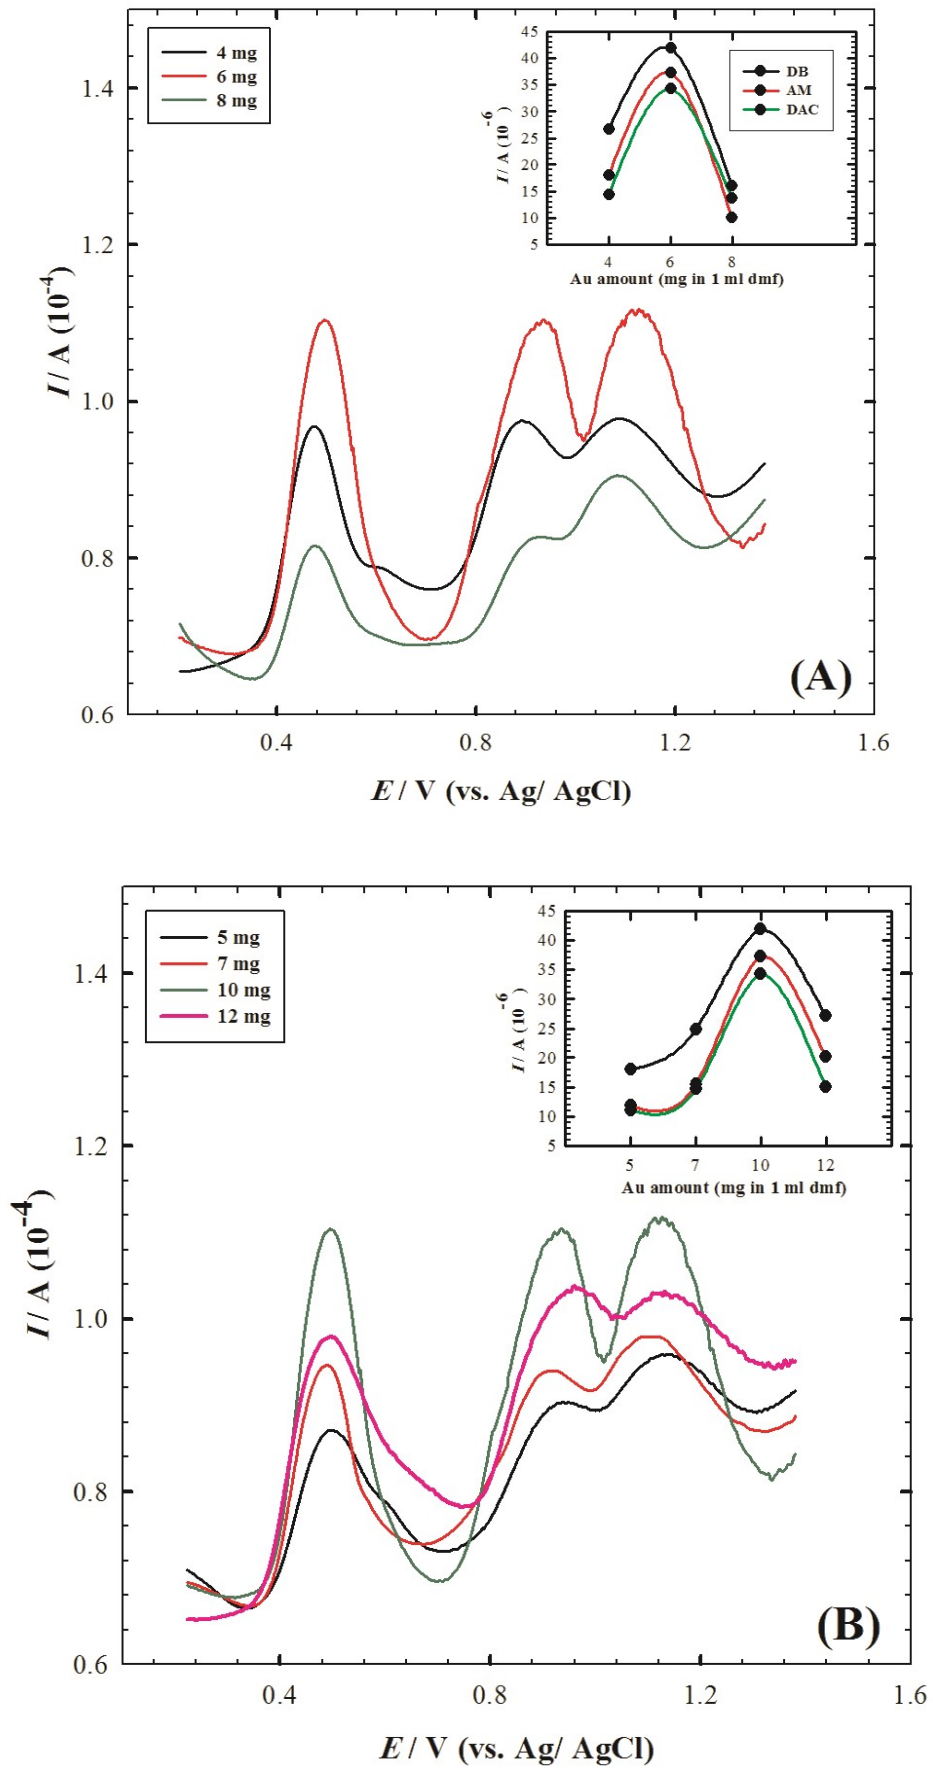 4 mg
6 mg
8 mg
1.4
1.2
1.0
0.8
0.6
I / A (10-4)
0.4
0.8
1.2
1.6
E / V (vs. Ag/ AgCl)
(A)
45
40
35
30
25
20
15
10
5
I / A (10-6
4
6
8
Au amount (mg in 1 ml dmf)
DB
AM
DAC
5 mg
7 mg
10 mg
12 mg
1.4
1.2
1.0
0.8
0.6
I / A (10-4)
0.4
0.8
1.2
1.6
E / V (vs. Ag/ AgCl)
(B)
45
40
35
30
25
20
15
10
5
I / A (10-6
5
7
10
12
Au amount (mg in 1 ml dmf)